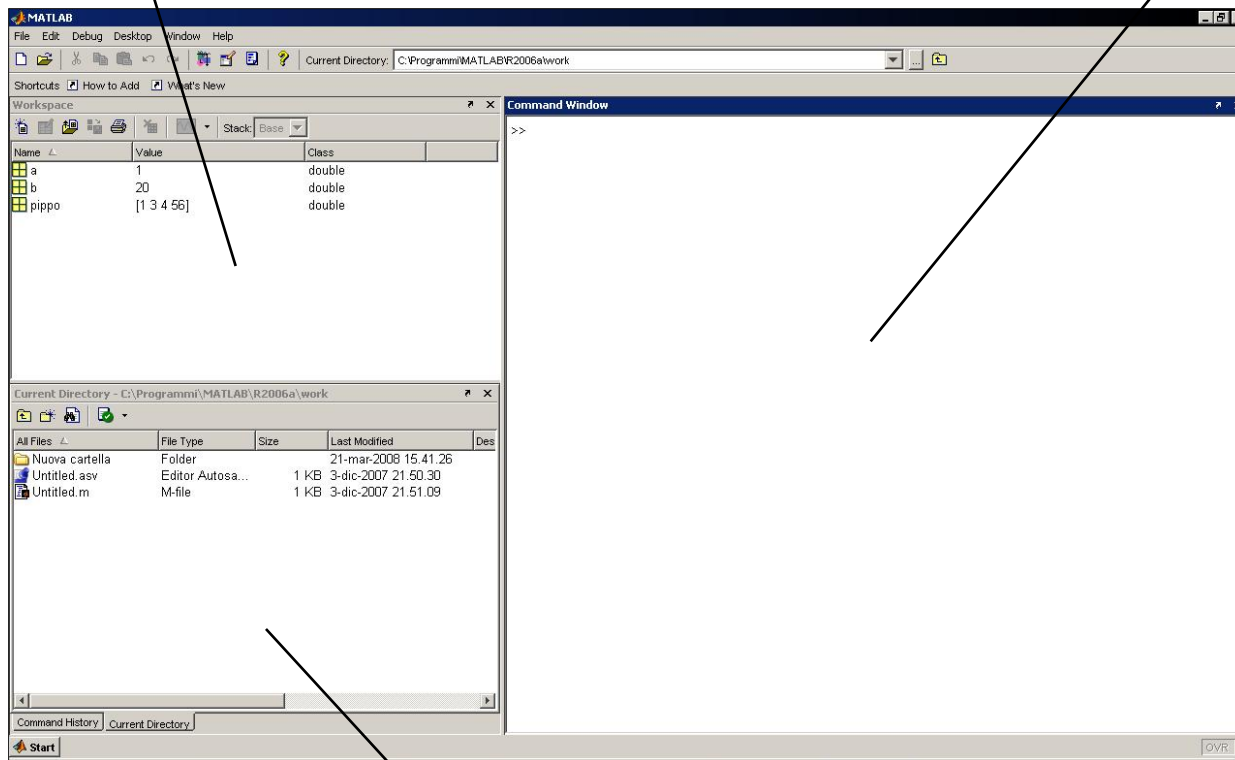 MATLAB
File Edit Debug Desktop Window Help
Current Directory: C:\Programmi\MATLAB\R2006a\work
Shortcuts How to Add What's New
Workspace
Stack: Base
Name Value Class
a 1 double
b 20 double
pippo [1 3 4 56] double
Current Directory - C:\Programmi\MATLAB\R2006a\work
All Files File Type Size Last Modified Des
Nuova cartella Folder 21-mar-2008 15.41.26
Untitled.asv Editor Autosa... 1 KB 3-dic-2007 21.50.30
Untitled.m M-file 1 KB 3-dic-2007 21.51.09
Command History Current Directory
Command Window
>>
Start
OVR